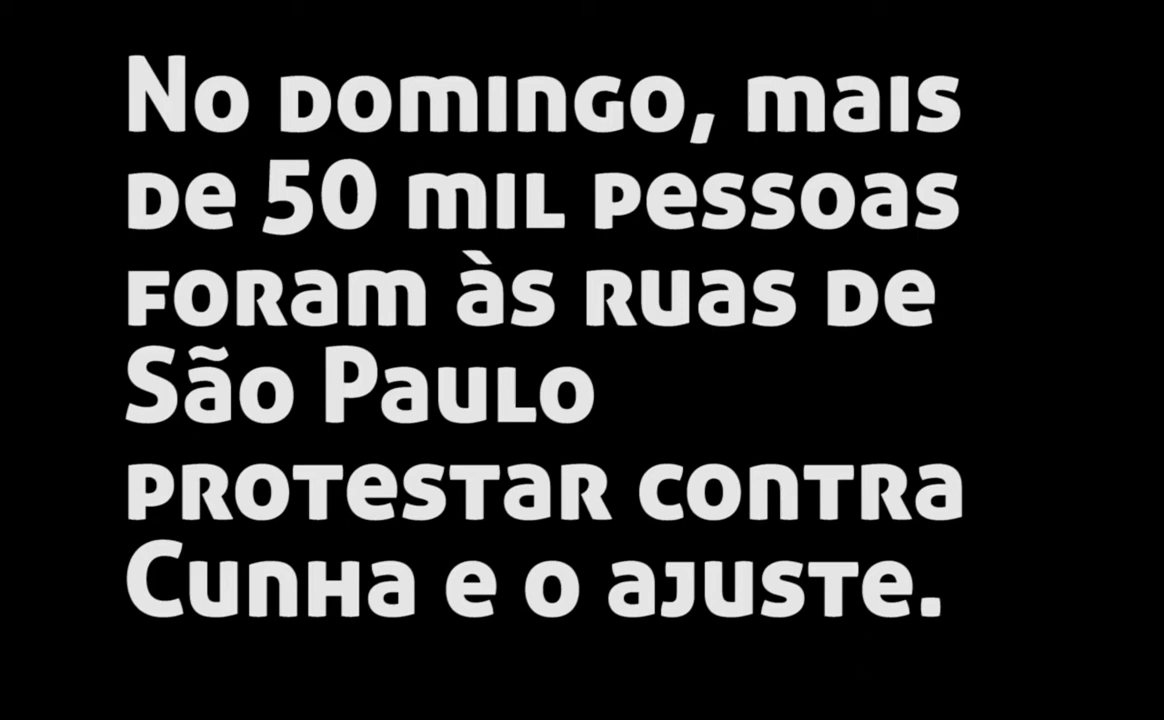 No domingo, mais
de 50 mil pessoas
foram às ruas de
São Paulo
protestar contra
Cunha e o ajuste.